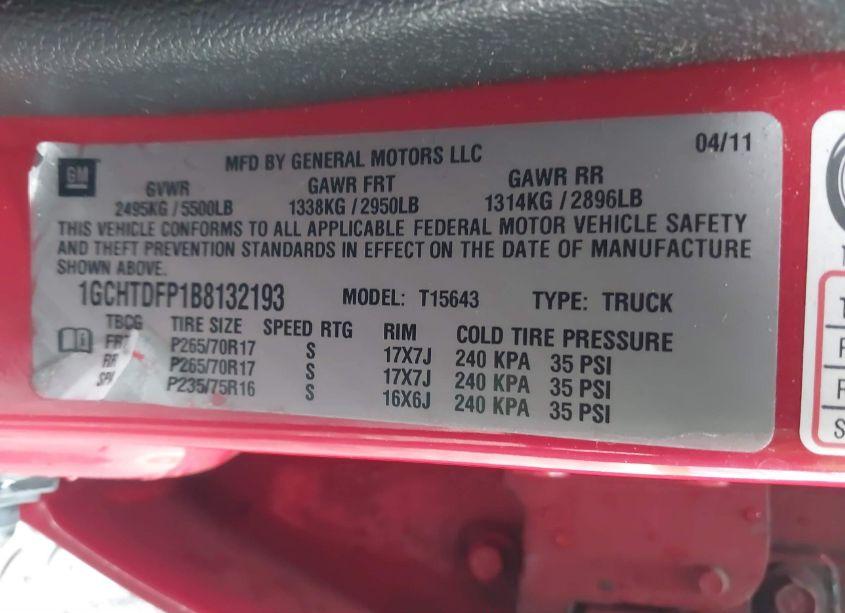 GM
MFD BY GENERAL MOTORS LLC 04/11
GVWR GAWR FRT GAWR RR
2495KG / 5500LB 1338KG / 2950LB 1314KG / 2896LB
THIS VEHICLE CONFORMS TO ALL APPLICABLE FEDERAL MOTOR VEHICLE SAFETY
AND THEFT PREVENTION STANDARDS IN EFFECT ON THE DATE OF MANUFACTURE
SHOWN ABOVE.
1GCHTDFP1B8132193 MODEL: T15643 TYPE: TRUCK
TBCG TIRE SIZE SPEED RTG RIM COLD TIRE PRESSURE
FRT P265/70R17 S 17X7J 240 KPA 35 PSI
RR P265/70R17 S 17X7J 240 KPA 35 PSI
P235/75R16 S 16X6J 240 KPA 35 PSI